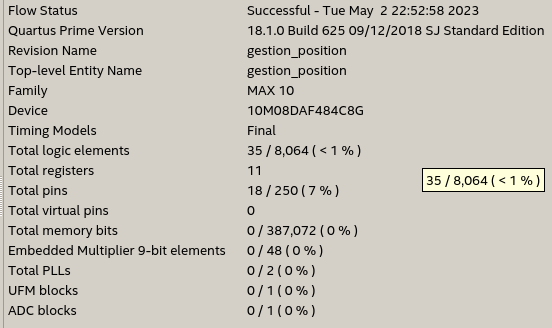 Flow Status Successful - Tue May 2 22:52:58 2023
Quartus Prime Version 18.1.0 Build 625 09/12/2018 SJ Standard Edition
Revision Name gestion_position
Top-level Entity Name gestion_position
Family MAX 10
Device 10M08DAF484C8G
Timing Models Final
Total logic elements 35 / 8,064 ( < 1 % )
Total registers 11
35 / 8,064 ( < 1 % )
Total pins 18 / 250 ( 7 % )
Total virtual pins 0
Total memory bits 0 / 387,072 ( 0 % )
Embedded Multiplier 9-bit elements 0 / 48 ( 0 % )
Total PLLs 0 / 2 ( 0 % )
UFM blocks 0 / 1 ( 0 % )
ADC blocks 0 / 1 ( 0 % )